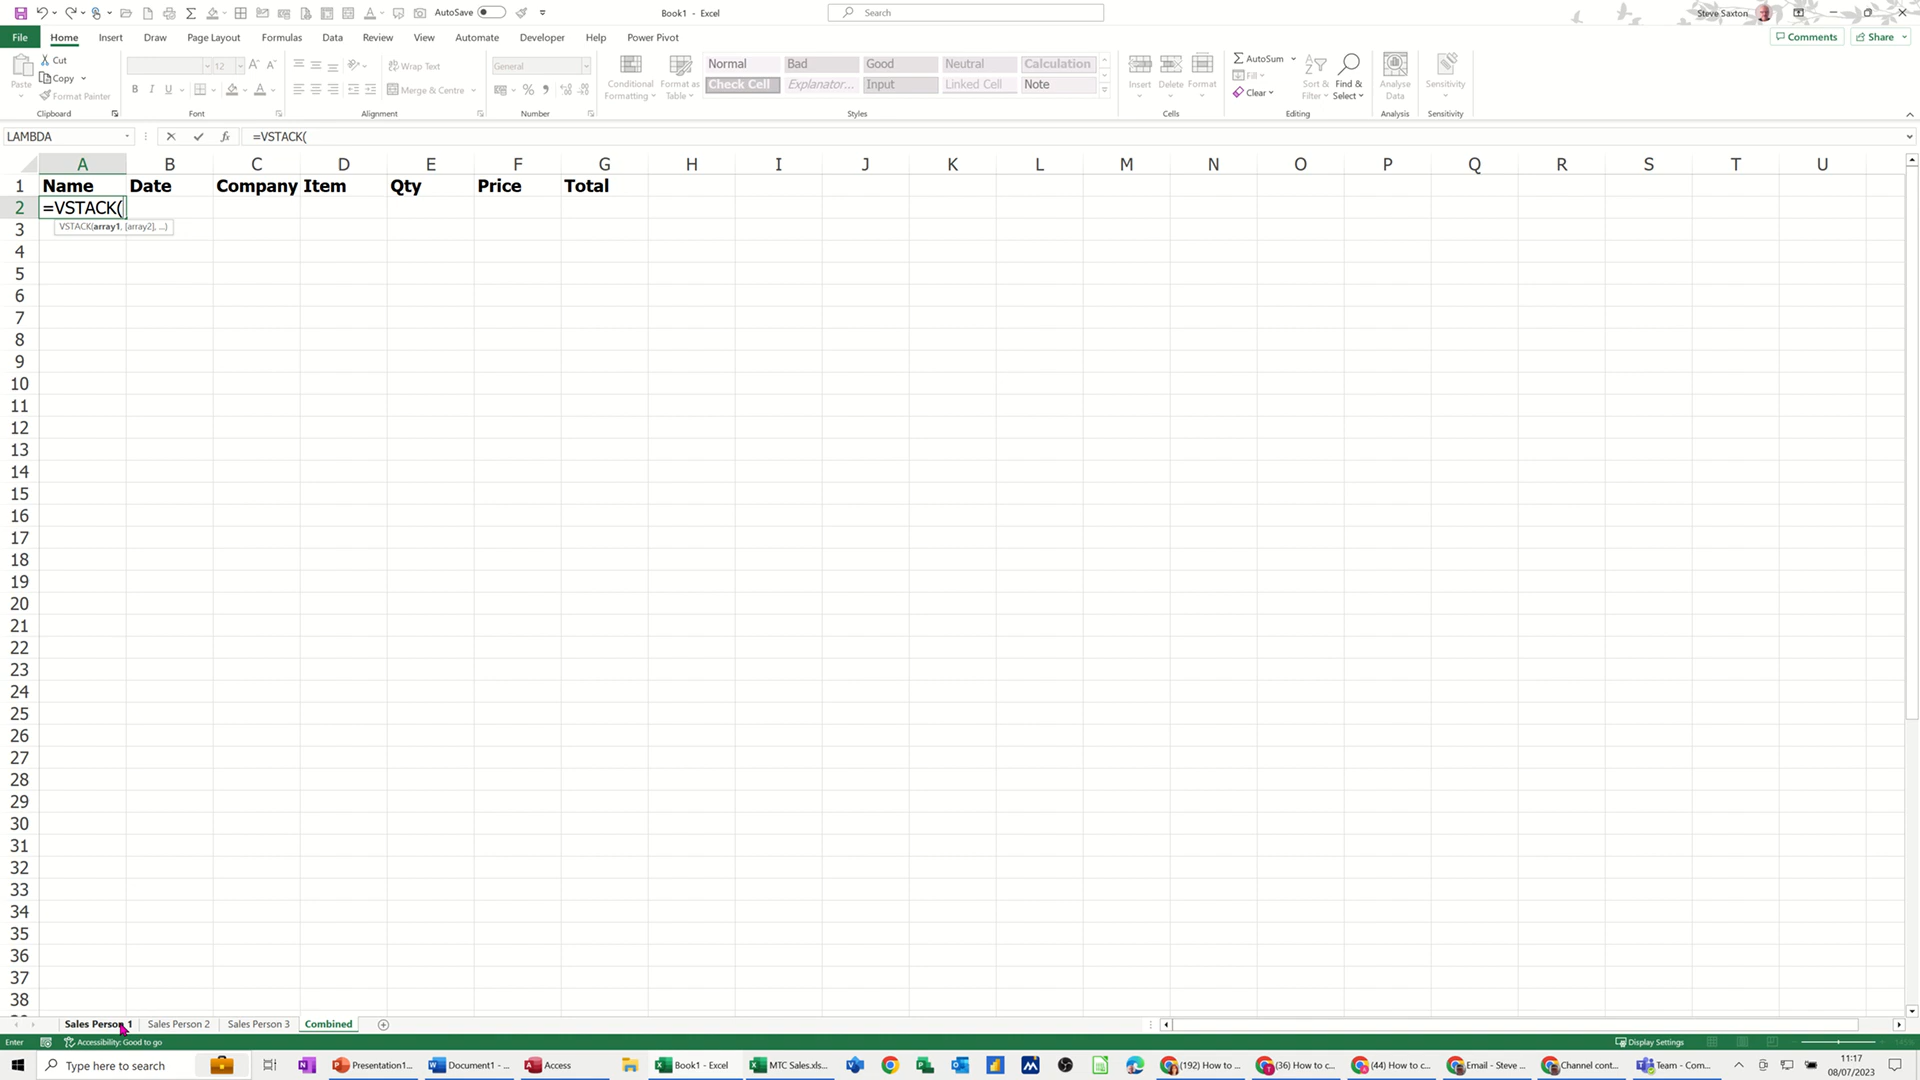 AutoSave
Book1 - Excel
Search
Steve Saxton
File
Home
Insert
Draw
Page Layout
Formulas
Data
Review
View
Automate
Developer
Help
Power Pivot
Comments
Share
Paste
Cut
Copy
Format Painter
Clipboard
12
B I U
Font
Wrap Text
Merge & Centre
Alignment
General
Number
Conditional
Formatting
Format as
Table
Normal Bad Good Neutral Calculation
Check Cell Explanator... Input Linked Cell Note
Styles
Insert Delete Format
Cells
AutoSum
Fill
Clear
Sort &
Filter
Find &
Select
Editing
Analyse
Data
Analysis
Sensitivity
Sensitivity
LAMBDA
=VSTACK(
A B C D E F G H I J K L M N O P Q R S T U
1 Name Date Company Item Qty Price Total
2 =VSTACK(
VSTACK(array1, [array2], ...)
3
4
5
6
7
8
9
10
11
12
13
14
15
16
17
18
19
20
21
22
23
24
25
26
27
28
29
30
31
32
33
34
35
36
37
38
Sales Person 1 Sales Person 2 Sales Person 3 Combined
Enter
Accessibility: Good to go
Display Settings
Type here to search
Presentation1...
Document1 - ...
Access
Book1 - Excel
MTC Sales.xls...
(192) How to ...
(36) How to c...
(44) How to c...
Email - Steve ...
Channel cont...
Team - Com...
11:17
08/07/2023